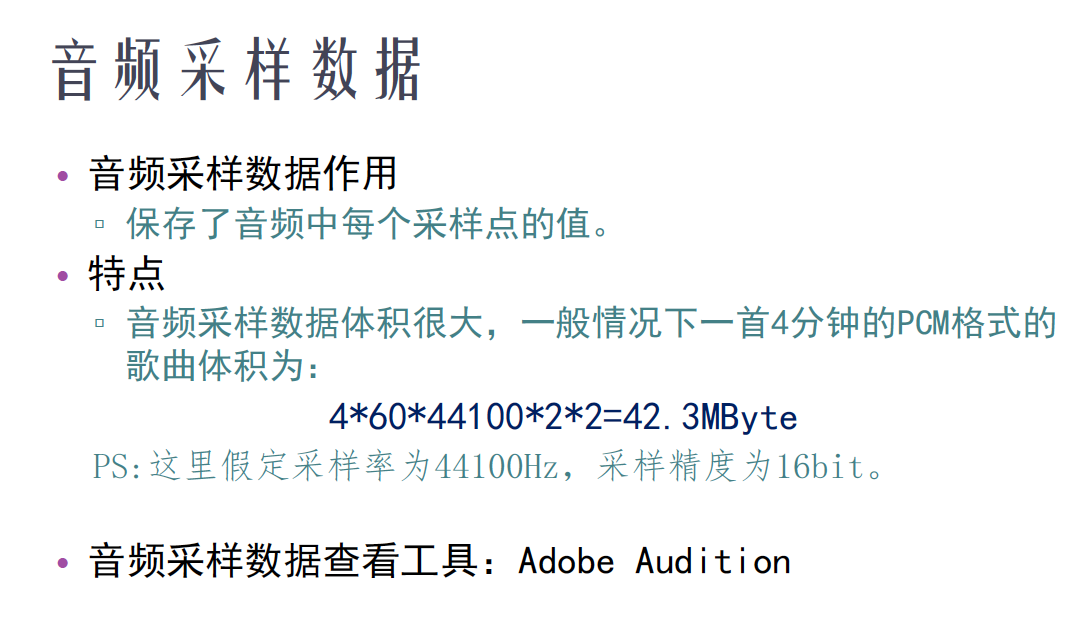 音频采样数据
音频采样数据作用
保存了音频中每个采样点的值。
特点
音频采样数据体积很大，一般情况下一首4分钟的PCM格式的
歌曲体积为：
4*60*44100*2*2=42.3MByte
PS:这里假定采样率为44100Hz，采样精度为16bit。
音频采样数据查看工具：Adobe Audition